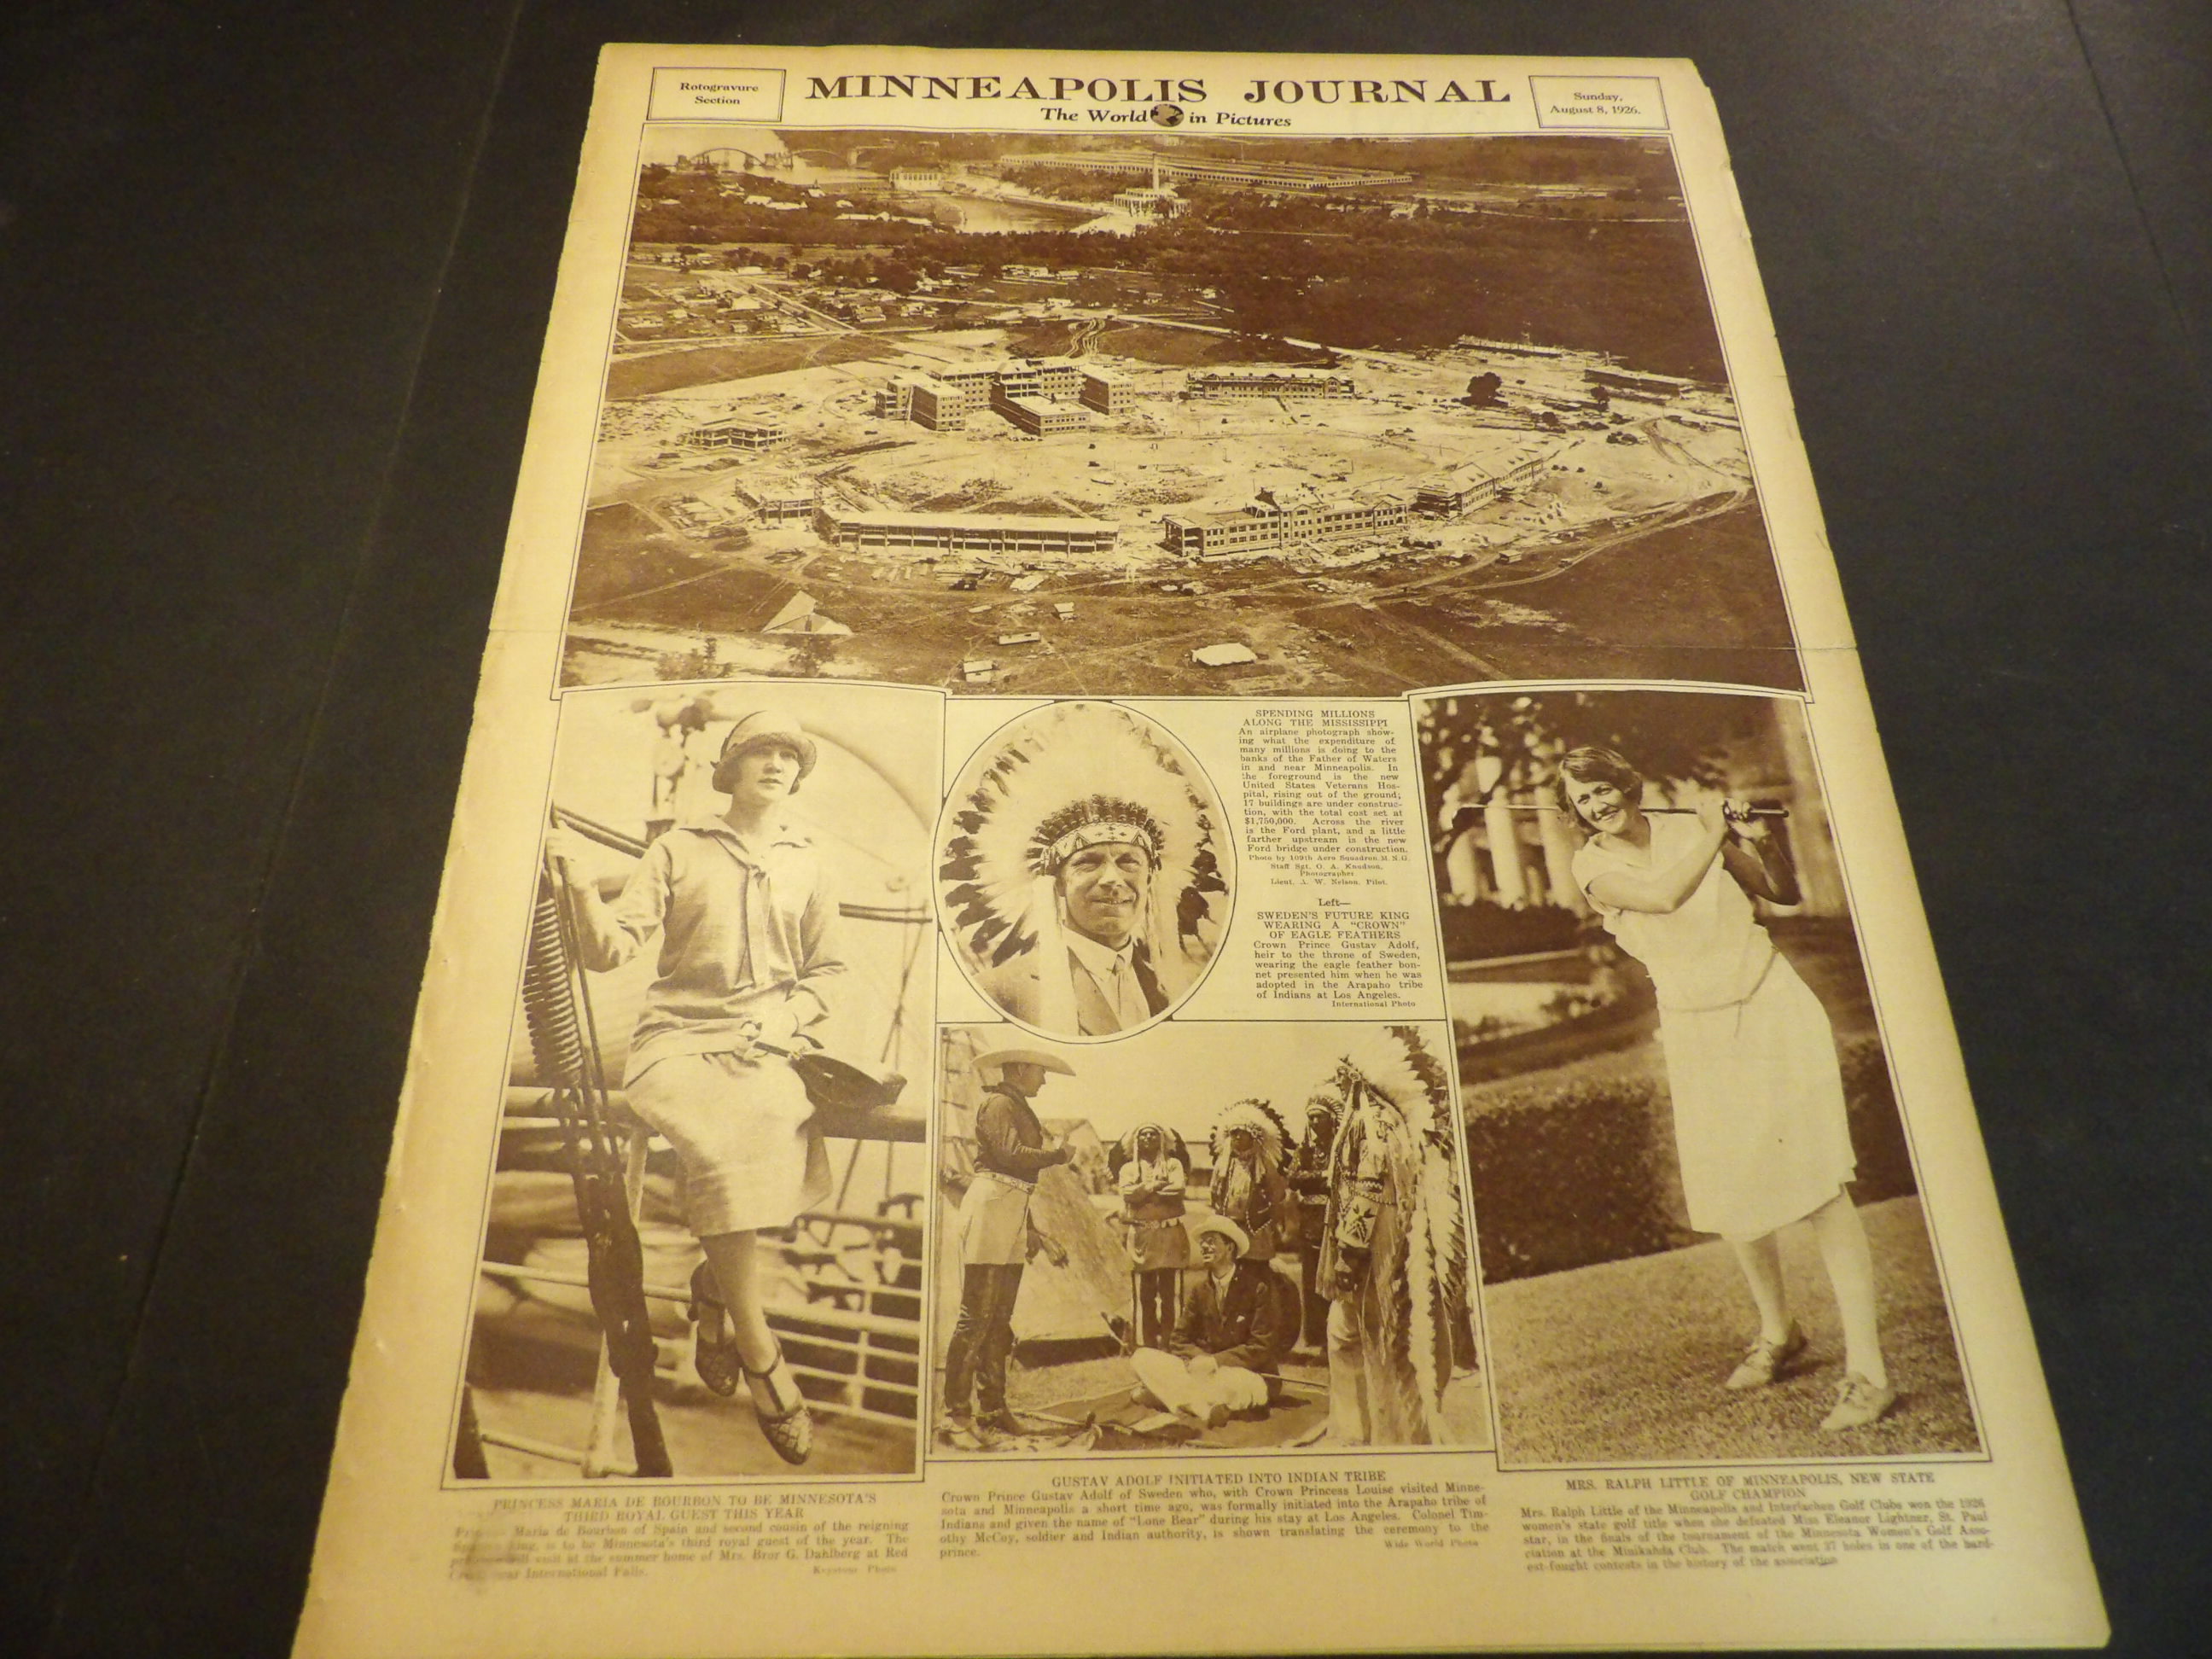 Rotogravure
Section
MINNEAPOLIS JOURNAL
The World in Pictures
Sunday,
August 8, 1926.
SPENDING MILLIONS
ALONG THE MISSISSIPPI
An airplane photograph show-
ing what the expenditure of
many millions is doing to the
banks of the Father of Waters
in and near Minneapolis. In
the foreground is the new
United States Veterans Hos-
pital, rising out of the ground;
17 buildings are under construc-
tion, with the total cost set at
$1,750,000. Across the river
is the Ford plant, and a little
farther upstream is the new
Ford bridge under construction.
Photo by 109th Aero Squadron M. N. G.
Staff Sgt. O. A. Knudson,
Photographer
Lieut. A. W. Nelson, Pilot.
Left—
SWEDEN'S FUTURE KING
WEARING A "CROWN"
OF EAGLE FEATHERS
Crown Prince Gustav Adolf,
heir to the throne of Sweden,
wearing the eagle feather bon-
net presented him when he was
adopted in the Arapaho tribe
of Indians at Los Angeles.
International Photo
PRINCESS MARIA DE BOURBON TO BE MINNESOTA'S
THIRD ROYAL GUEST THIS YEAR
Maria de Bourbon of Spain and second cousin of the reigning
king, is to be Minnesota's third royal guest of the year. The
will visit at the summer home of Mrs. Bror G. Dahlberg at Red
near International Falls.
Keystone Photo
GUSTAV ADOLF INITIATED INTO INDIAN TRIBE
Crown Prince Gustav Adolf of Sweden who, with Crown Princess Louise visited Minne-
sota and Minneapolis a short time ago, was formally initiated into the Arapaho tribe of
Indians and given the name of "Lone Bear" during his stay at Los Angeles. Colonel Tim-
othy McCoy, soldier and Indian authority, is shown translating the ceremony to the
prince.
Wide World Photo
MRS. RALPH LITTLE OF MINNEAPOLIS, NEW STATE
GOLF CHAMPION
Mrs. Ralph Little of the Minneapolis and Interlachen Golf Clubs won the 1926
women's state golf title when she defeated Miss Eleanor Lightner, St. Paul
star, in the finals of the tournament of the Minnesota Women's Golf Asso-
ciation at the Minikahda Club. The match went 37 holes in one of the hard-
est-fought contests in the history of the association